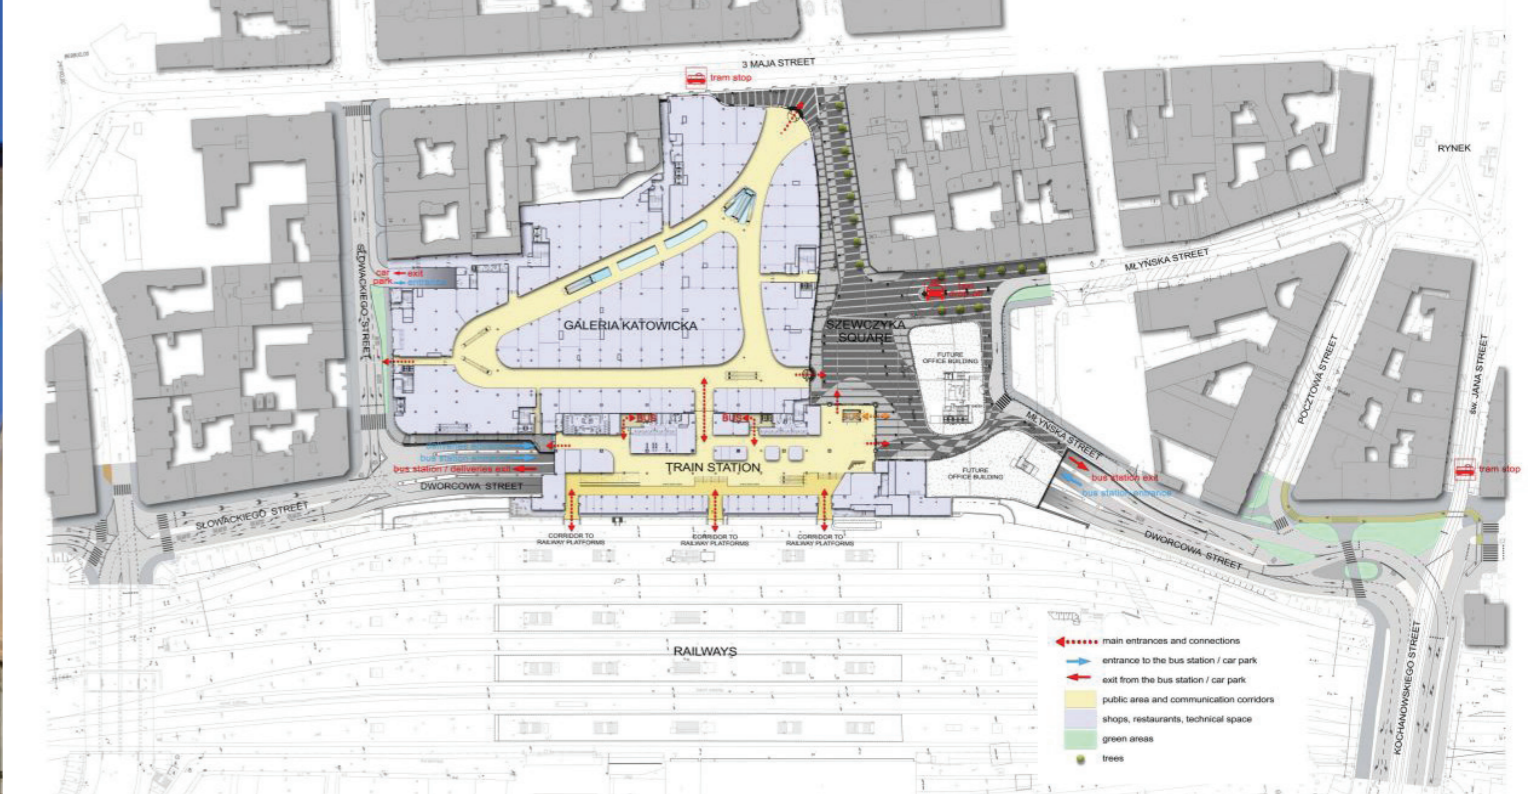 3 MAJA STREET
tram stop
RYNEK
SŁOWACKIEGO STREET
car exit
park
MŁYŃSKA STREET
GALERIA KATOWICKA
SZEWCZYKA
SQUARE
FUTURE
OFFICE BUILDING
POCZTOWA STREET
św. JANA STREET
BUS
BUS
MŁYŃSKA STREET
bus station entrance
bus station / deliveries exit
TRAIN STATION
DWORCOWA STREET
FUTURE
OFFICE BUILDING
bus station exit
bus station entrance
tram stop
SŁOWACKIEGO STREET
CORRIDOR TO
RAILWAY PLATFORMS
CORRIDOR TO
RAILWAY PLATFORMS
CORRIDOR TO
RAILWAY PLATFORMS
DWORCOWA STREET
RAILWAYS
KOCHANOWSKIEGO STREET
main entrances and connections
entrance to the bus station / car park
exit from the bus station / car park
public area and communication corridors
shops, restaurants, technical space
green areas
trees